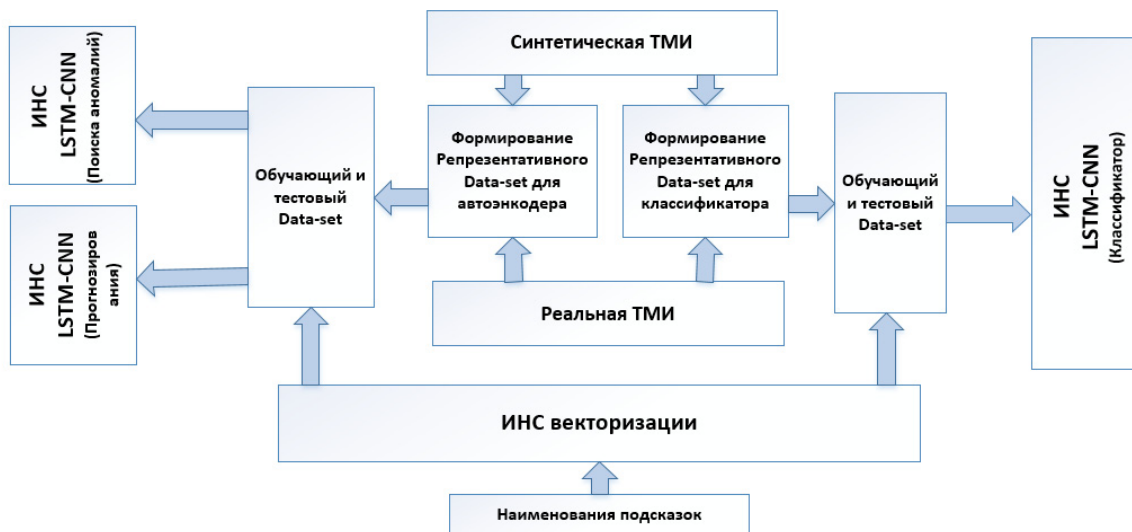 ИНС
LSTM-CNN
(Поиска аномалий)
ИНС
LSTM-CNN
(Прогнозиров
ания)
Обучающий и
тестовый
Data-set
Синтетическая ТМИ
Формирование
Репрезентативного
Data-set для
автоэнкодера
Формирование
Репрезентативного
Data-set для
классификатора
Реальная ТМИ
Обучающий
и тестовый
Data-set
ИНС
LSTM-CNN
(Классификатор)
ИНС векторизации
Наименования подсказок